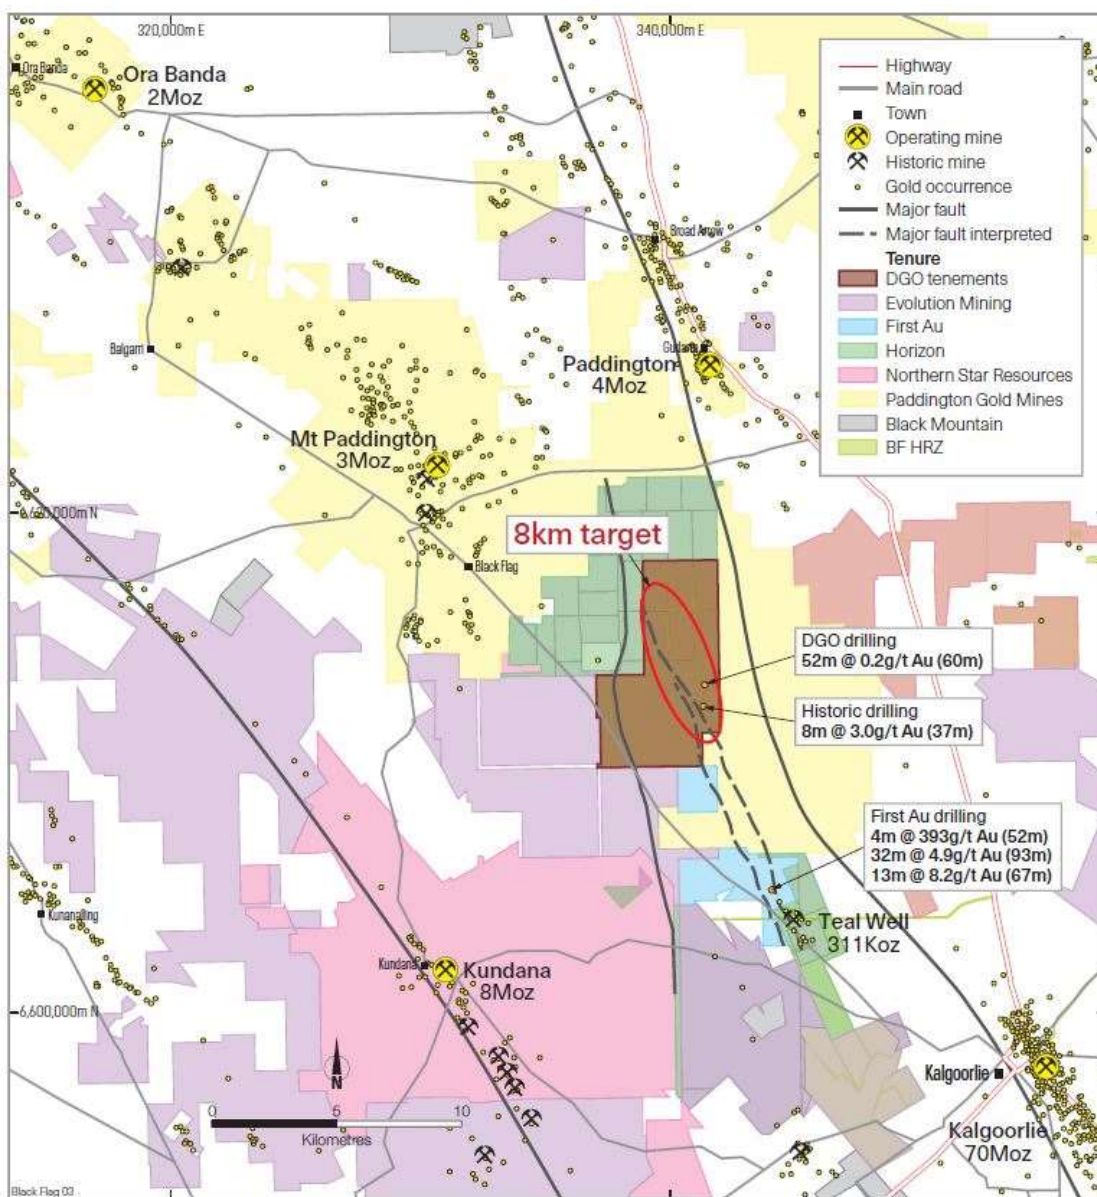 320,000m E
340,000m E
Ora Banda
Ora Banda
2Moz
Highway
Main road
Town
Operating mine
Historic mine
Gold occurrence
Major fault
Major fault interpreted
Tenure
DGO tenements
Evolution Mining
First Au
Horizon
Northern Star Resources
Paddington Gold Mines
Black Mountain
BF HRZ
Broad Arrow
Balgarri
Paddington
4Moz
Mt Paddington
3Moz
6,620,000m N
8km target
Black Flag
DGO drilling
52m @ 0.2g/t Au (60m)
Historic drilling
8m @ 3.0g/t Au (37m)
First Au drilling
4m @ 393g/t Au (52m)
32m @ 4.9g/t Au (93m)
13m @ 8.2g/t Au (67m)
Kunanalling
Teal Well
311Koz
Kundana
Kundana
8Moz
6,600,000m N
N
0 5 10
Kilometres
Kalgoorlie
Kalgoorlie
70Moz
Black Flag 03